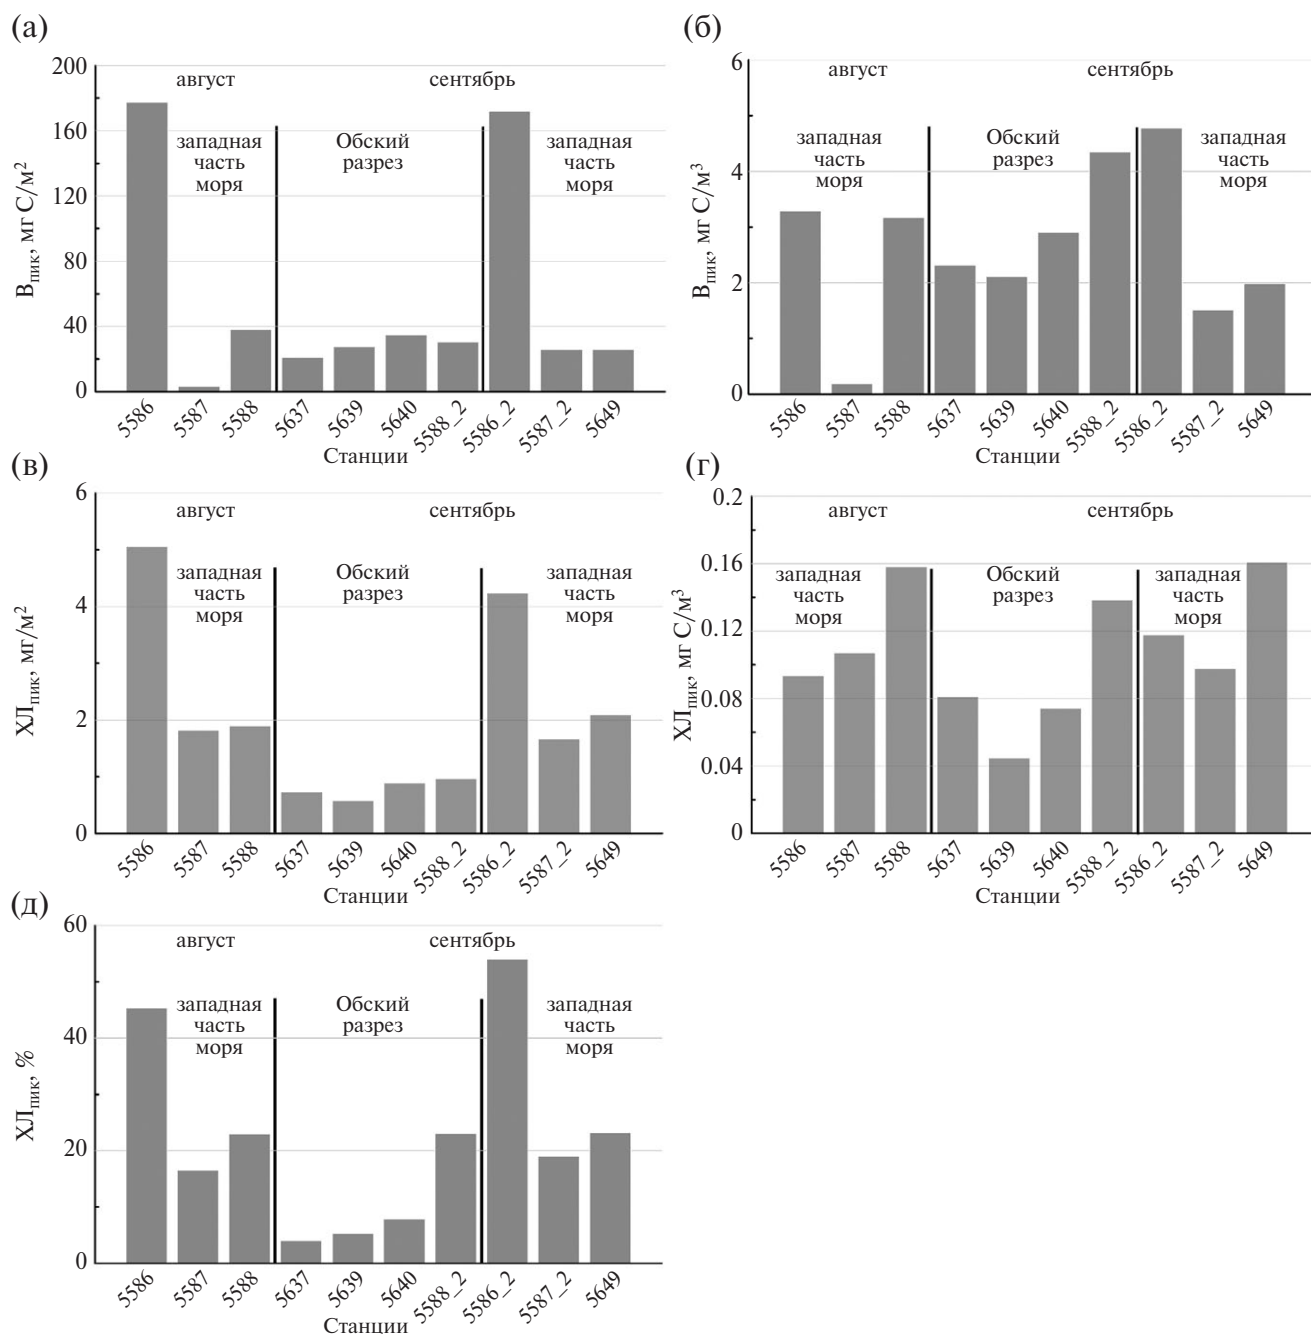 (а)
200
160
120
80
40
0
Bпик, мг C/м2
август
сентябрь
западная
часть
моря
Обский
разрез
западная
часть
моря
5586
5587
5588
5637
5639
5640
5588_2
5586_2
5587_2
5649
Станции
(б)
6
4
2
0
Bпик, мг C/м3
август
сентябрь
западная
часть
моря
Обский
разрез
западная
часть
моря
5586
5587
5588
5637
5639
5640
5588_2
5586_2
5587_2
5649
Станции
(в)
6
4
2
0
ХЛпик, мг/м2
август
сентябрь
западная
часть
моря
Обский
разрез
западная
часть
моря
5586
5587
5588
5637
5639
5640
5588_2
5586_2
5587_2
5649
Станции
(г)
0.2
0.16
0.12
0.08
0.04
0
ХЛпик, мг C/м3
август
сентябрь
западная
часть
моря
Обский
разрез
западная
часть
моря
5586
5587
5588
5637
5639
5640
5588_2
5586_2
5587_2
5649
Станции
(д)
60
40
20
0
ХЛпик, %
август
сентябрь
западная
часть
моря
Обский
разрез
западная
часть
моря
5586
5587
5588
5637
5639
5640
5588_2
5586_2
5587_2
5649
Станции